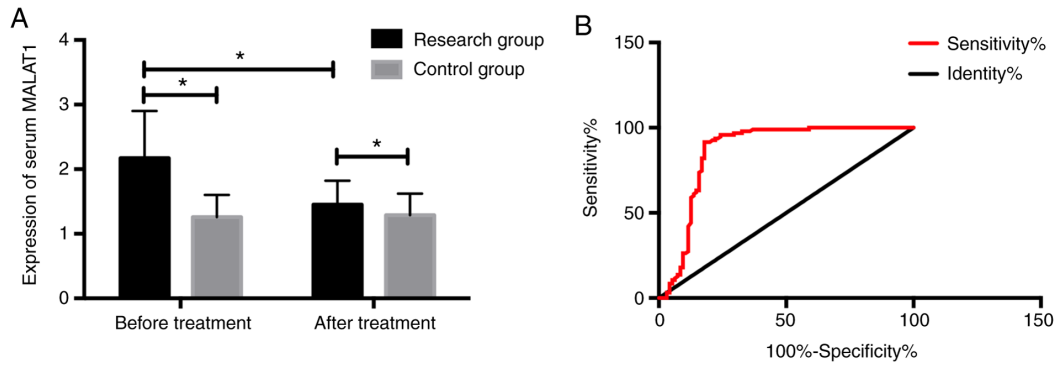 A
Expression of serum MALAT1
4
3
2
1
0
*
*
*
Research group
Control group
Before treatment
After treatment
B
Sensitivity%
150
100
50
0
Sensitivity%
Identity%
0
50
100
150
100%-Specificity%